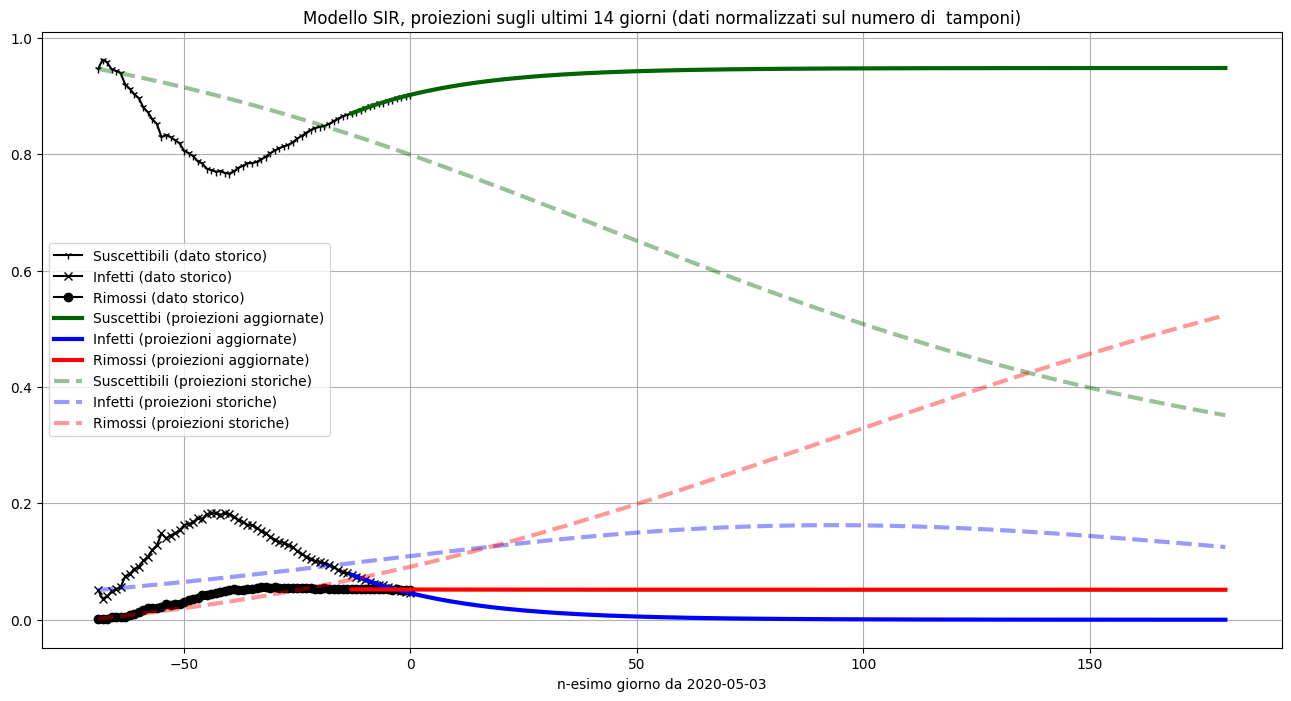 Modello SIR, proiezioni sugli ultimi 14 giorni (dati normalizzati sul numero di  tamponi)
1.0
0.8
0.6
0.4
0.2
0.0
Suscettibili (dato storico)
Infetti (dato storico)
Rimossi (dato storico)
Suscettibi (proiezioni aggiornate)
Infetti (proiezioni aggiornate)
Rimossi (proiezioni aggiornate)
Suscettibili (proiezioni storiche)
Infetti (proiezioni storiche)
Rimossi (proiezioni storiche)
−50 0 50 100 150
n-esimo giorno da 2020-05-03